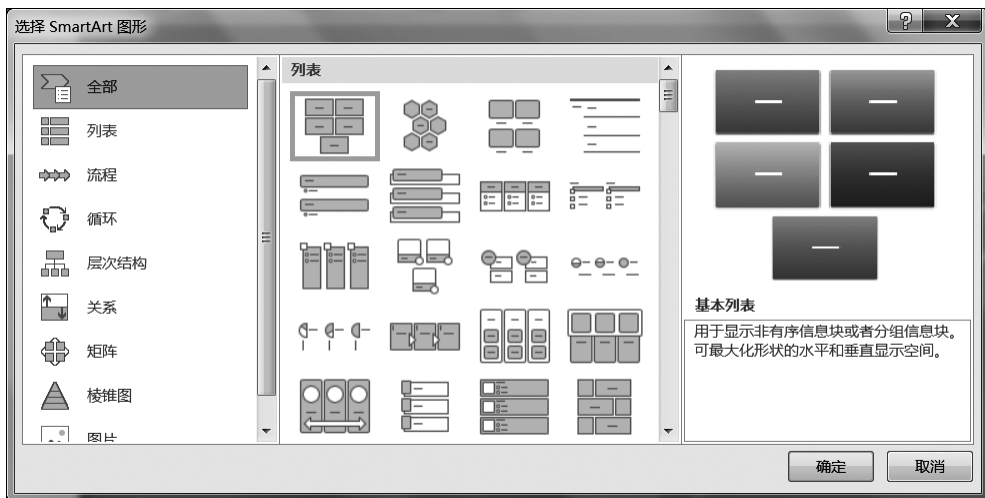 选择 SmartArt 图形
全部
列表
流程
循环
层次结构
关系
矩阵
棱锥图
图片
列表
基本列表
用于显示非有序信息块或者分组信息块。
可最大化形状的水平和垂直显示空间。
确定
取消